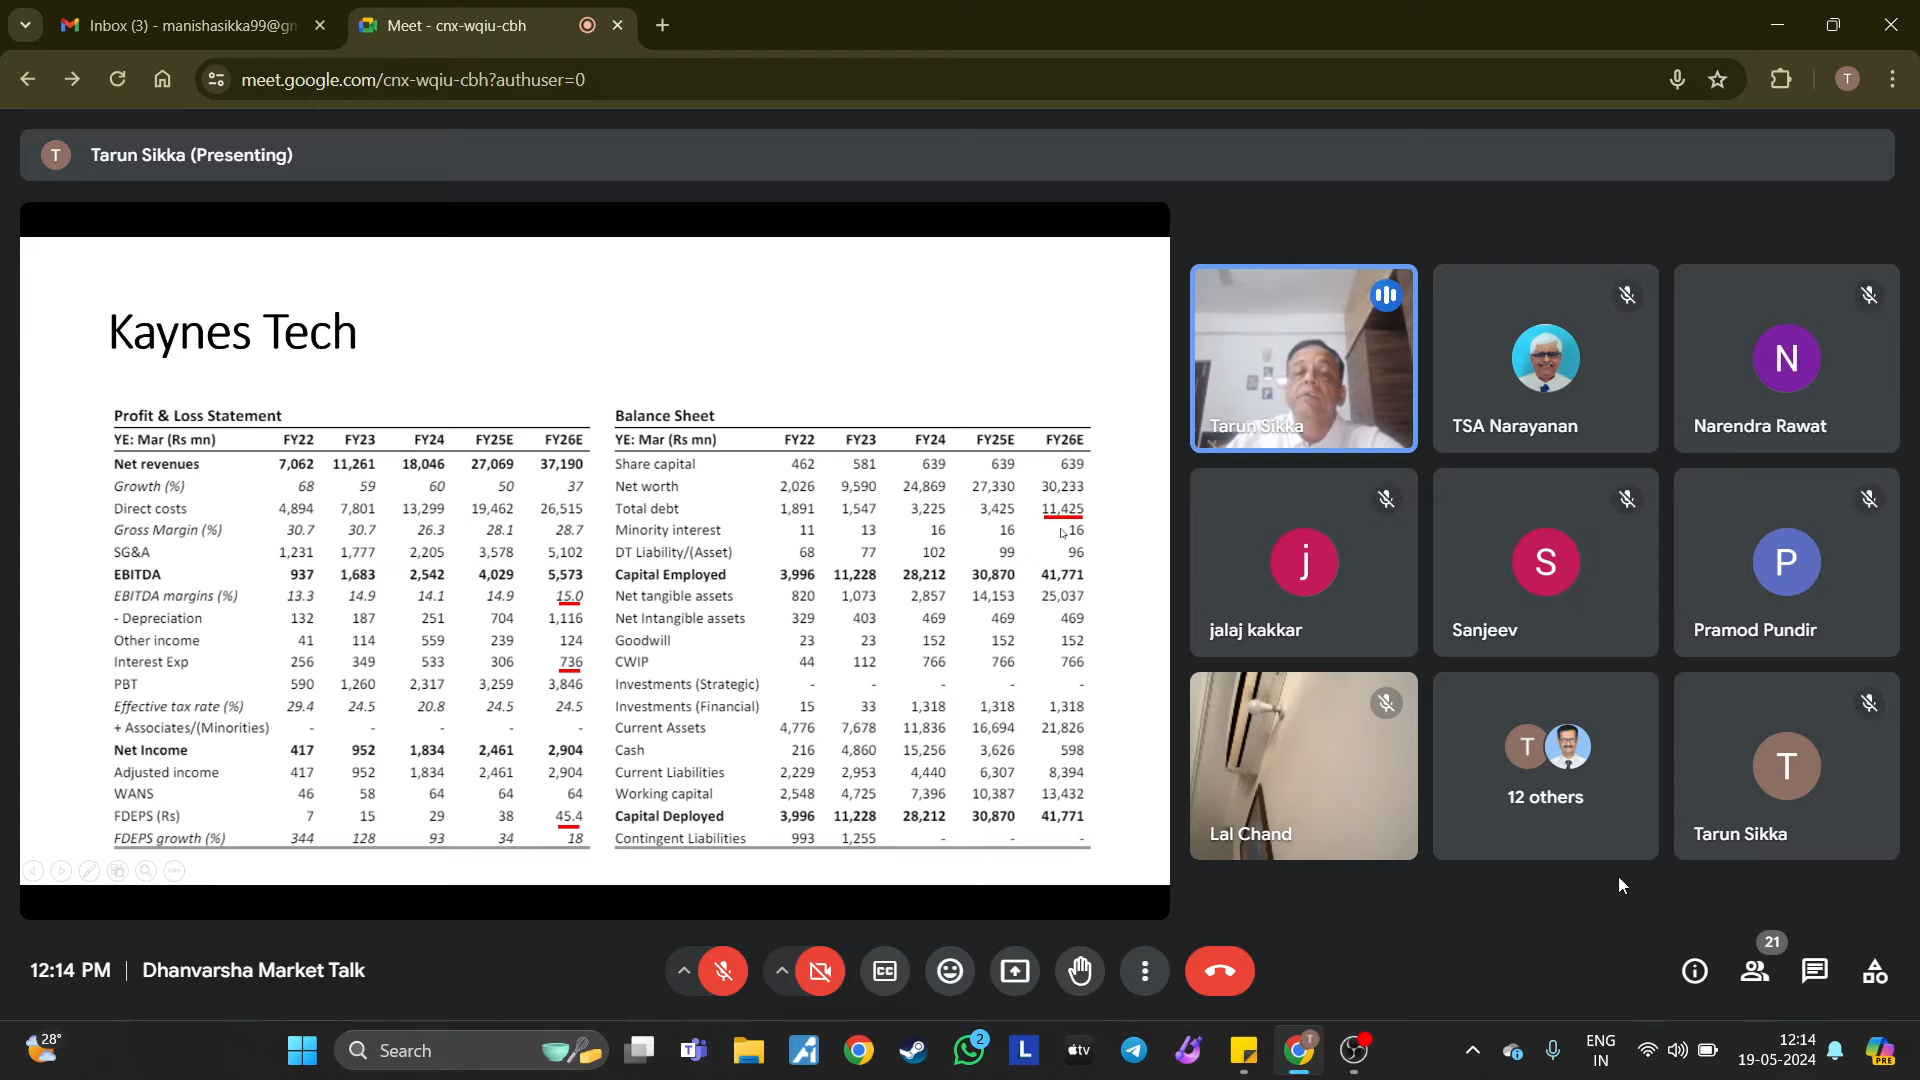 Inbox (3) - manishasikka99@gm
Meet - cnx-wqiu-cbh
meet.google.com/cnx-wqiu-cbh?authuser=0
T
T
Tarun Sikka (Presenting)
Kaynes Tech
Profit & Loss Statement
YE: Mar (Rs mn) FY22 FY23 FY24 FY25E FY26E
Net revenues 7,062 11,261 18,046 27,069 37,190
Growth (%) 68 59 60 50 37
Direct costs 4,894 7,801 13,299 19,462 26,515
Gross Margin (%) 30.7 30.7 26.3 28.1 28.7
SG&A 1,231 1,777 2,205 3,578 5,102
EBITDA 937 1,683 2,542 4,029 5,573
EBITDA margins (%) 13.3 14.9 14.1 14.9 15.0
- Depreciation 132 187 251 704 1,116
Other income 41 114 559 239 124
Interest Exp 256 349 533 306 736
PBT 590 1,260 2,317 3,259 3,846
Effective tax rate (%) 29.4 24.5 20.8 24.5 24.5
+ Associates/(Minorities) - - - - -
Net Income 417 952 1,834 2,461 2,904
Adjusted income 417 952 1,834 2,461 2,904
WANS 46 58 64 64 64
FDEPS (Rs) 7 15 29 38 45.4
FDEPS growth (%) 344 128 93 34 18
Balance Sheet
YE: Mar (Rs mn) FY22 FY23 FY24 FY25E FY26E
Share capital 462 581 639 639 639
Net worth 2,026 9,590 24,869 27,330 30,233
Total debt 1,891 1,547 3,225 3,425 11,425
Minority interest 11 13 16 16 16
DT Liability/(Asset) 68 77 102 99 96
Capital Employed 3,996 11,228 28,212 30,870 41,771
Net tangible assets 820 1,073 2,857 14,153 25,037
Net Intangible assets 329 403 469 469 469
Goodwill 23 23 152 152 152
CWIP 44 112 766 766 766
Investments (Strategic) - - - - -
Investments (Financial) 15 33 1,318 1,318 1,318
Current Assets 4,776 7,678 11,836 16,694 21,826
Cash 216 4,860 15,256 3,626 598
Current Liabilities 2,229 2,953 4,440 6,307 8,394
Working capital 2,548 4,725 7,396 10,387 13,432
Capital Deployed 3,996 11,228 28,212 30,870 41,771
Contingent Liabilities 993 1,255 - - -
Tarun Sikka
TSA Narayanan
N
Narendra Rawat
j
jalaj kakkar
S
Sanjeev
P
Pramod Pundir
Lal Chand
T
12 others
T
Tarun Sikka
12:14 PM | Dhanvarsha Market Talk
CC
21
28°
Search
2
L
tv
T
ENG
IN
12:14
19-05-2024
PRE